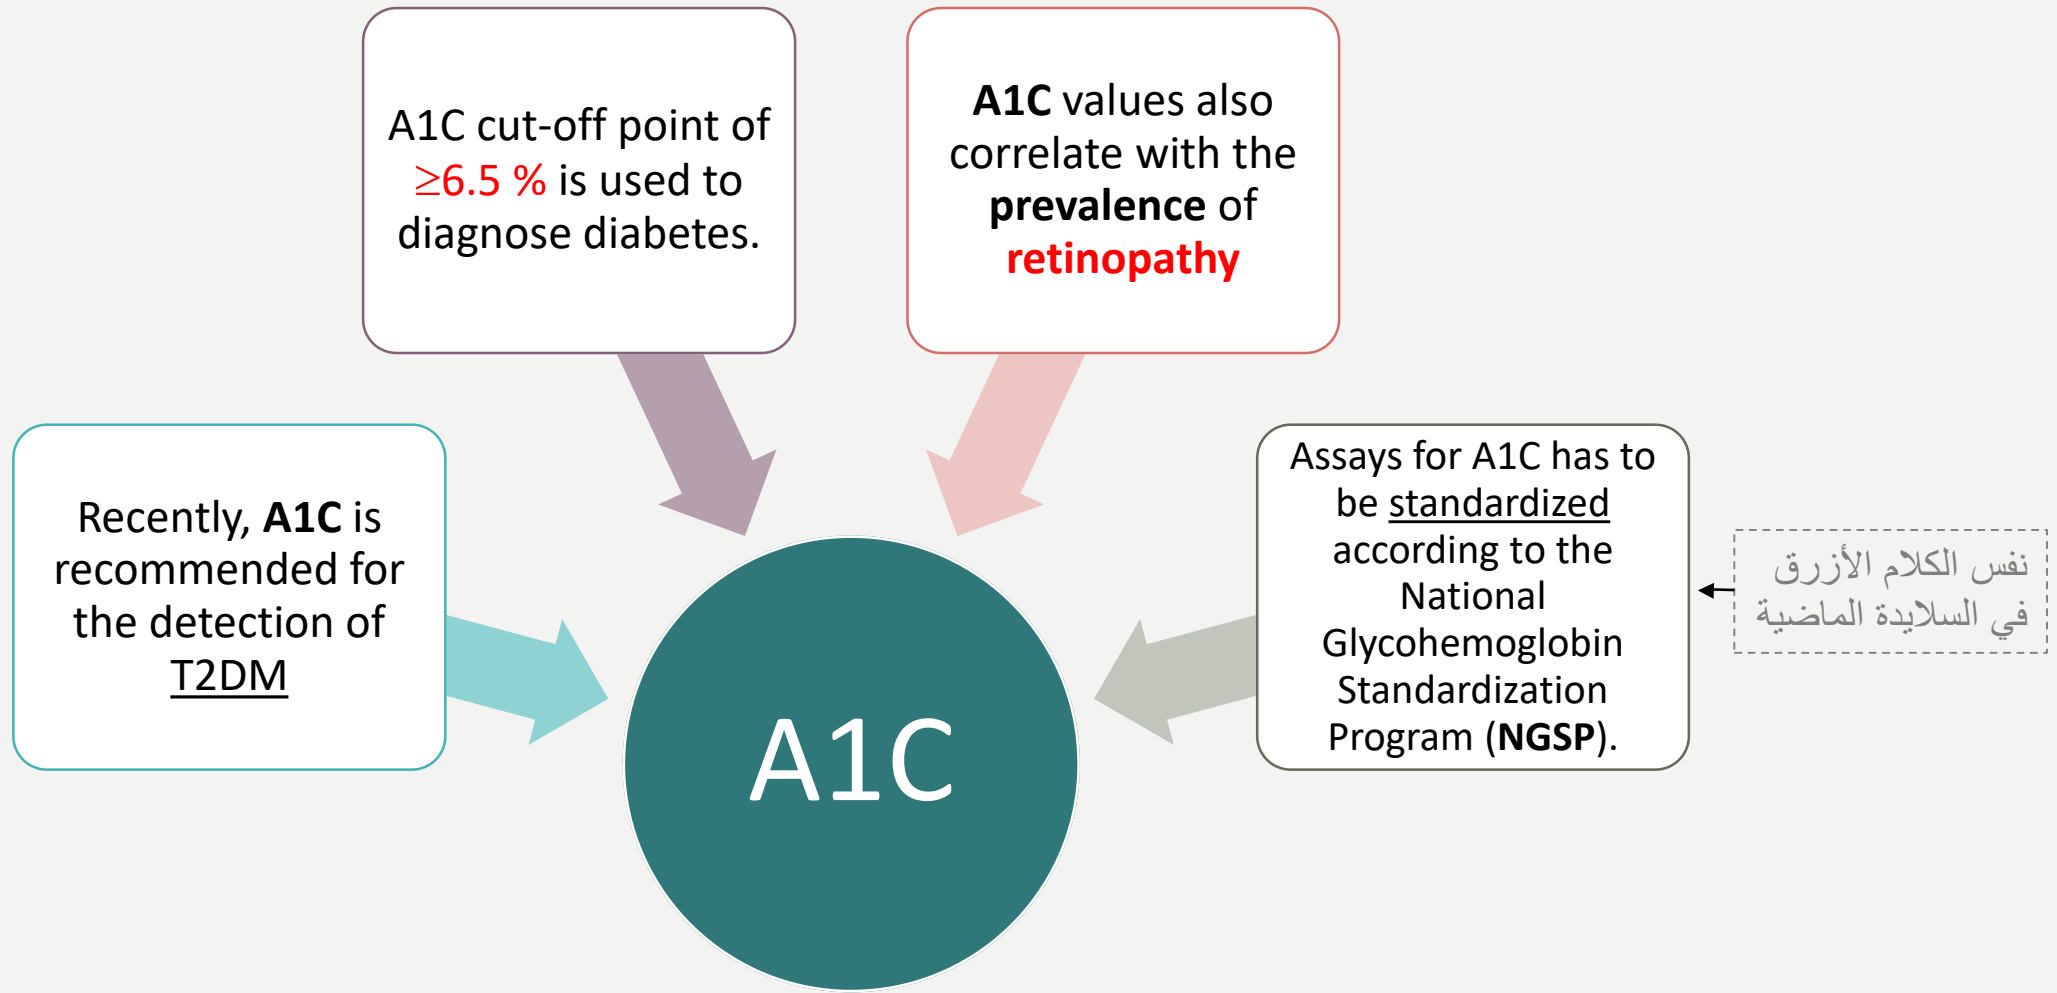 A1C cut-off point of
≥6.5 % is used to
diagnose diabetes.
A1C values also
correlate with the
prevalence of
retinopathy
Recently, A1C is
recommended for
the detection of
T2DM
Assays for A1C has to
be standardized
according to the
National
Glycohemoglobin
Standardization
Program (NGSP).
نفس الكلام الأزرق
في السلايدة الماضية
A1C